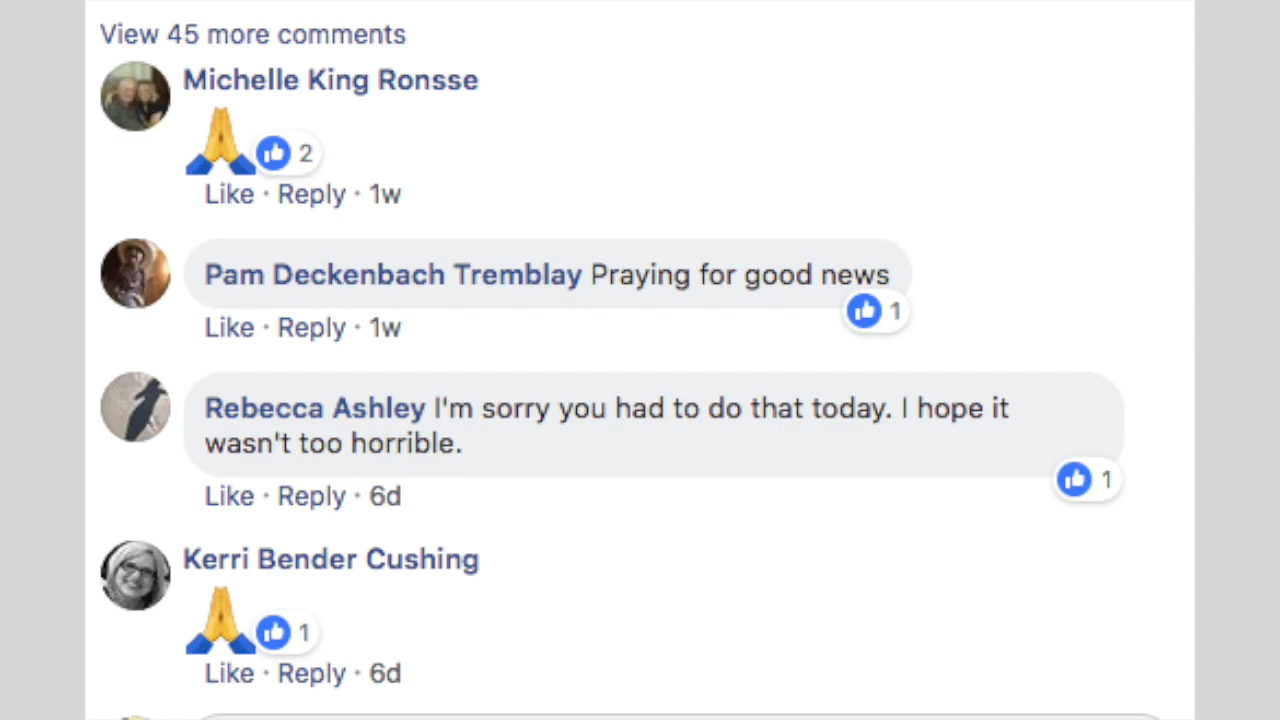 View 45 more comments
Michelle King Ronsse
🙏 2
Like · Reply · 1w
Pam Deckenbach Tremblay Praying for good news
1
Like · Reply · 1w
Rebecca Ashley I'm sorry you had to do that today. I hope it
wasn't too horrible.
1
Like · Reply · 6d
Kerri Bender Cushing
🙏 1
Like · Reply · 6d